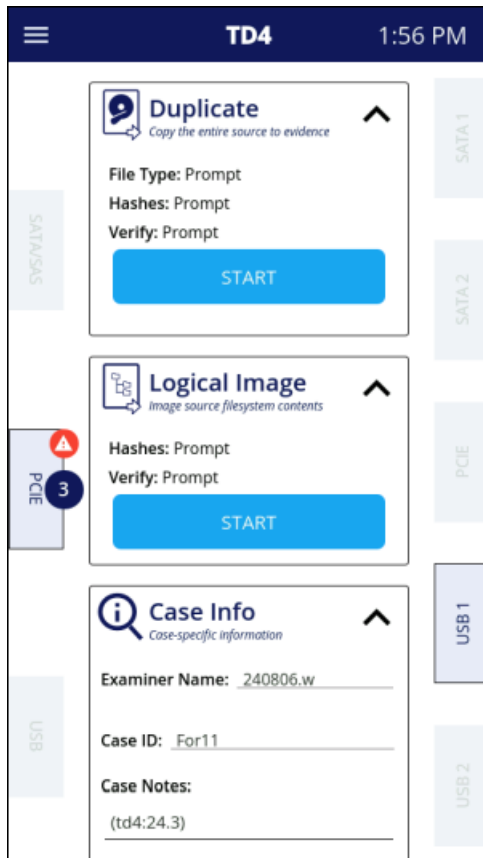 TD4
1:56 PM
Duplicate
Copy the entire source to evidence
File Type: Prompt
Hashes: Prompt
Verify: Prompt
START
Logical Image
Image source filesystem contents
Hashes: Prompt
Verify: Prompt
START
Case Info
Case-specific information
Examiner Name: 240806.w
Case ID: For11
Case Notes:
(td4:24.3)
SATA/SAS
PCIE
3
USB
SATA 1
SATA 2
PCIE
USB 1
USB 2